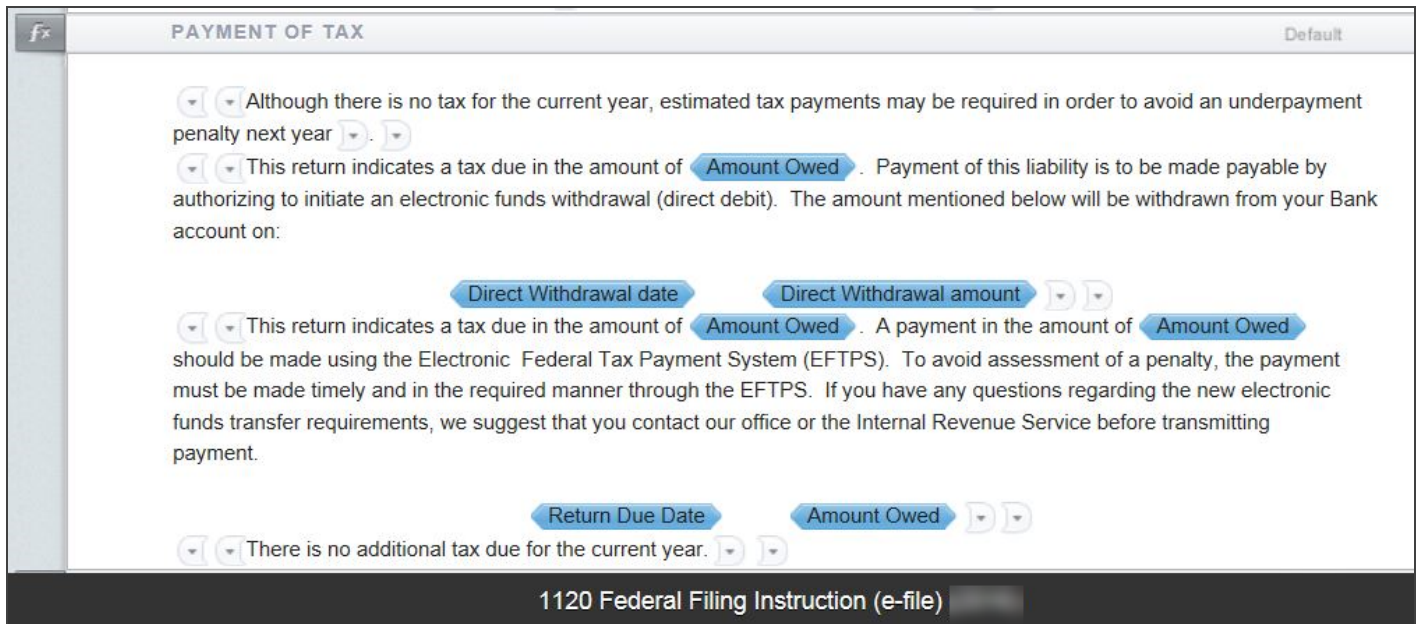 fx PAYMENT OF TAX Default
Although there is no tax for the current year, estimated tax payments may be required in order to avoid an underpayment
penalty next year .
This return indicates a tax due in the amount of Amount Owed . Payment of this liability is to be made payable by
authorizing to initiate an electronic funds withdrawal (direct debit). The amount mentioned below will be withdrawn from your Bank
account on:
Direct Withdrawal date Direct Withdrawal amount
This return indicates a tax due in the amount of Amount Owed . A payment in the amount of Amount Owed
should be made using the Electronic Federal Tax Payment System (EFTPS). To avoid assessment of a penalty, the payment
must be made timely and in the required manner through the EFTPS. If you have any questions regarding the new electronic
funds transfer requirements, we suggest that you contact our office or the Internal Revenue Service before transmitting
payment.
Return Due Date Amount Owed
There is no additional tax due for the current year.
1120 Federal Filing Instruction (e-file)